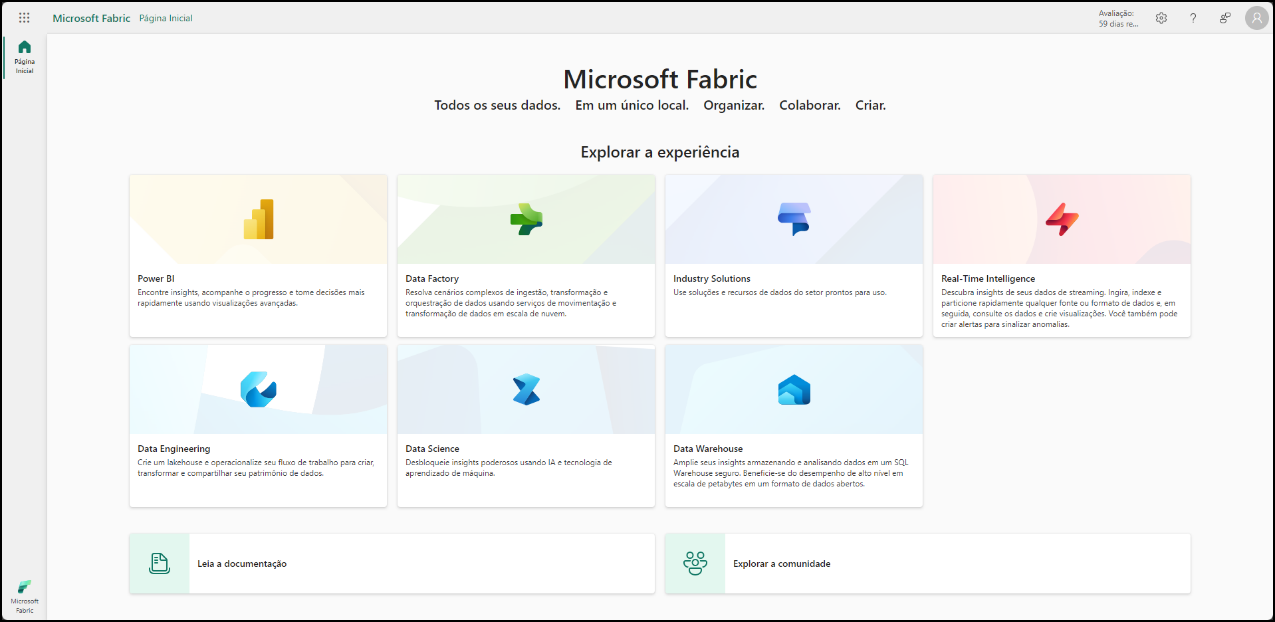 Microsoft Fabric Página Inicial
Avaliação:
59 dias re...
Página
Inicial
Microsoft Fabric
Todos os seus dados. Em um único local. Organizar. Colaborar. Criar.
Explorar a experiência
Power BI
Encontre insights, acompanhe o progresso e tome decisões mais
rapidamente usando visualizações avançadas.
Data Factory
Resolva cenários complexos de ingestão, transformação e
orquestração de dados usando serviços de movimentação e
transformação de dados em escala de nuvem.
Industry Solutions
Use soluções e recursos de dados do setor prontos para uso.
Real-Time Intelligence
Descubra insights de seus dados de streaming. Ingira, indexe e
particione rapidamente qualquer fonte ou formato de dados e, em
seguida, consulte os dados e crie visualizações. Você também pode
criar alertas para sinalizar anomalias.
Data Engineering
Crie um lakehouse e operacionalize seu fluxo de trabalho para criar,
transformar e compartilhar seu patrimônio de dados.
Data Science
Desbloqueie insights poderosos usando IA e tecnologia de
aprendizado de máquina.
Data Warehouse
Amplie seus insights armazenando e analisando dados em um SQL
Warehouse seguro. Beneficie-se do desempenho de alto nível em
escala de petabytes em um formato de dados abertos.
Leia a documentação
Explorar a comunidade
Microsoft
Fabric